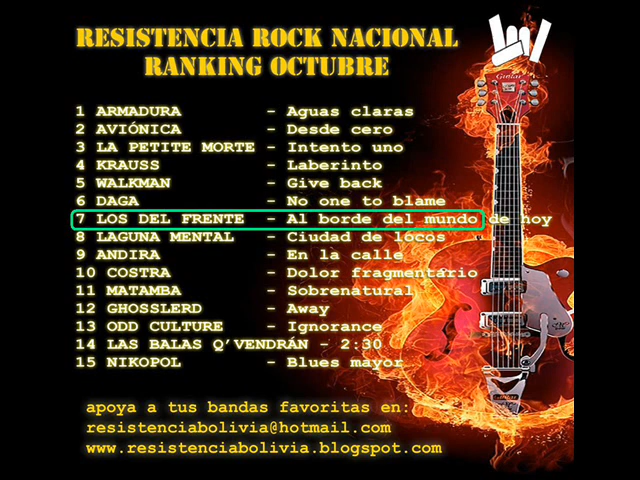 RESISTENCIA ROCK NACIONAL
RANKING OCTUBRE
1 ARMADURA - Aguas claras
2 AVIÓNICA - Desde cero
3 LA PETITE MORTE - Intento uno
4 KRAUSS - Laberinto
5 WALKMAN - Give back
6 DAGA - No one to blame
7 LOS DEL FRENTE - Al borde del mundo de hoy
8 LAGUNA MENTAL - Ciudad de locos
9 ANDIRA - En la calle
10 COSTRA - Dolor fragmentario
11 MATAMBA - Sobrenatural
12 GHOSSLERD - Away
13 ODD CULTURE - Ignorance
14 LAS BALAS Q'VENDRÁN - 2:30
15 NIKOPOL - Blues mayor
apoya a tus bandas favoritas en:
resistenciabolivia@hotmail.com
www.resistenciabolivia.blogspot.com